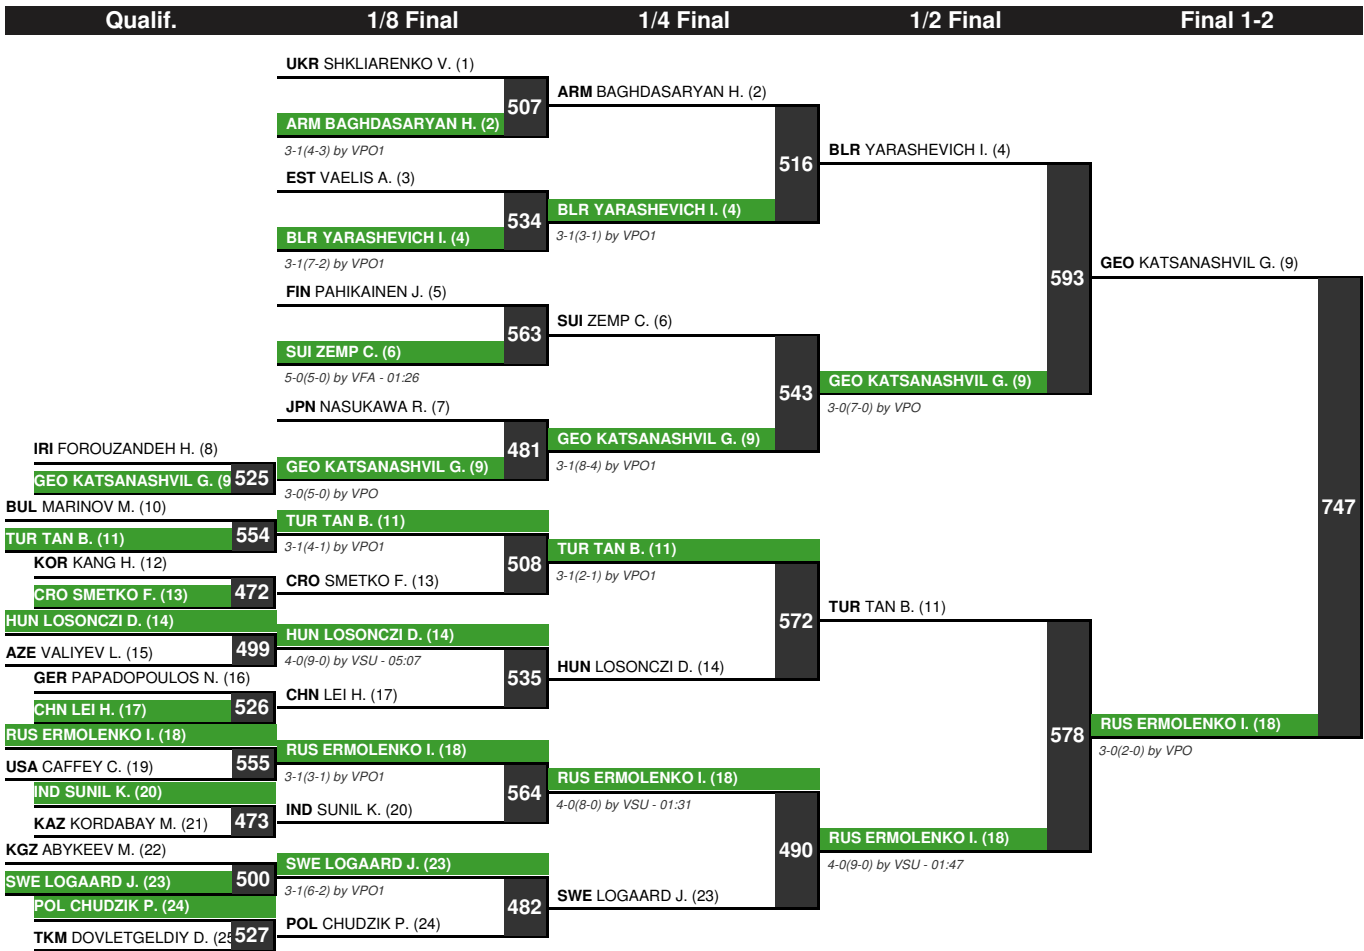 Qualif. 1/8 Final 1/4 Final 1/2 Final Final 1-2
UKR SHKLIARENKO V. (1)
507
ARM BAGHDASARYAN H. (2)
3-1(4-3) by VPO1
EST VAELIS A. (3)
534
BLR YARASHEVICH I. (4)
3-1(7-2) by VPO1
FIN PAHIKAINEN J. (5)
563
SUI ZEMP C. (6)
5-0(5-0) by VFA - 01:26
JPN NASUKAWA R. (7)
481
GEO KATSANASHVIL G. (9)
3-0(5-0) by VPO
IRI FOROUZANDEH H. (8)
GEO KATSANASHVIL G. (9
525
BUL MARINOV M. (10)
TUR TAN B. (11)
554
KOR KANG H. (12)
CRO SMETKO F. (13)
472
HUN LOSONCZI D. (14)
AZE VALIYEV L. (15)
499
GER PAPADOPOULOS N. (16)
CHN LEI H. (17)
526
RUS ERMOLENKO I. (18)
USA CAFFEY C. (19)
555
IND SUNIL K. (20)
KAZ KORDABAY M. (21)
473
KGZ ABYKEEV M. (22)
SWE LOGAARD J. (23)
500
POL CHUDZIK P. (24)
TKM DOVLETGELDIY D. (25
527
TUR TAN B. (11)
3-1(4-1) by VPO1
508
CRO SMETKO F. (13)
HUN LOSONCZI D. (14)
4-0(9-0) by VSU - 05:07
535
CHN LEI H. (17)
RUS ERMOLENKO I. (18)
3-1(3-1) by VPO1
564
IND SUNIL K. (20)
SWE LOGAARD J. (23)
3-1(6-2) by VPO1
482
POL CHUDZIK P. (24)
ARM BAGHDASARYAN H. (2)
516
BLR YARASHEVICH I. (4)
3-1(3-1) by VPO1
SUI ZEMP C. (6)
543
GEO KATSANASHVIL G. (9)
3-1(8-4) by VPO1
TUR TAN B. (11)
3-1(2-1) by VPO1
572
HUN LOSONCZI D. (14)
RUS ERMOLENKO I. (18)
4-0(8-0) by VSU - 01:31
490
SWE LOGAARD J. (23)
BLR YARASHEVICH I. (4)
593
GEO KATSANASHVIL G. (9)
3-0(7-0) by VPO
TUR TAN B. (11)
578
RUS ERMOLENKO I. (18)
4-0(9-0) by VSU - 01:47
GEO KATSANASHVIL G. (9)
747
RUS ERMOLENKO I. (18)
3-0(2-0) by VPO